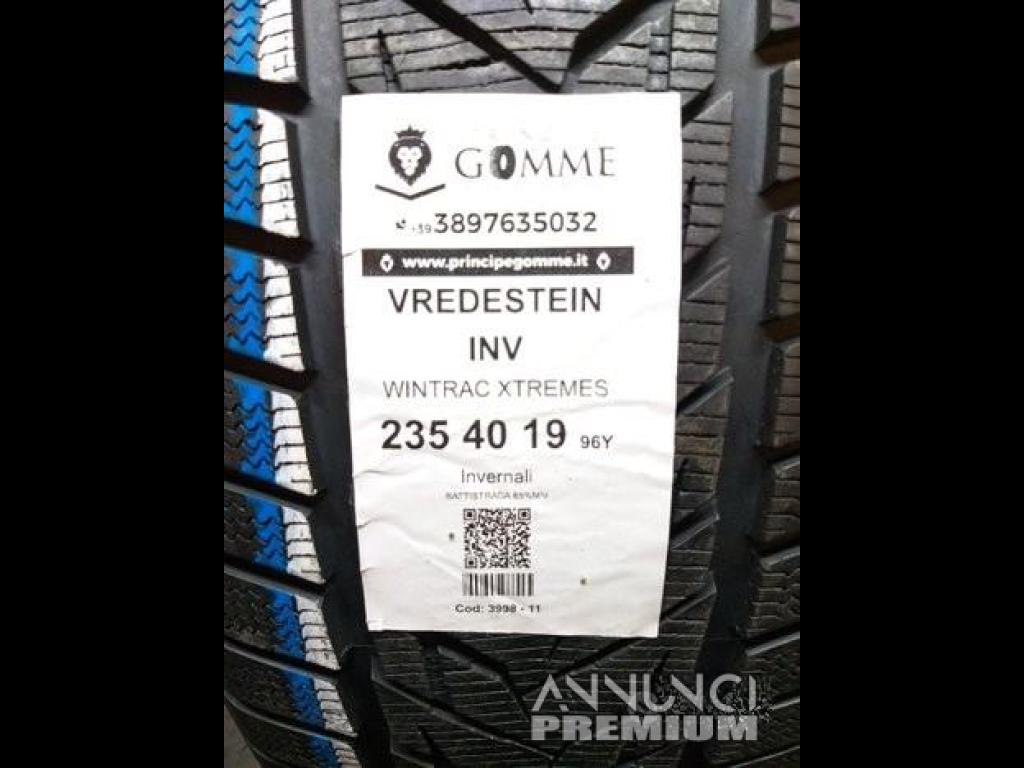 GOMME
+39 3897635032
www.principegomme.it
VREDESTEIN
INV
WINTRAC XTREMES
235 40 19 96Y
Invernali
BATTISTRADA
Cod: 3998 - 11
ANNUNCI
PREMIUM